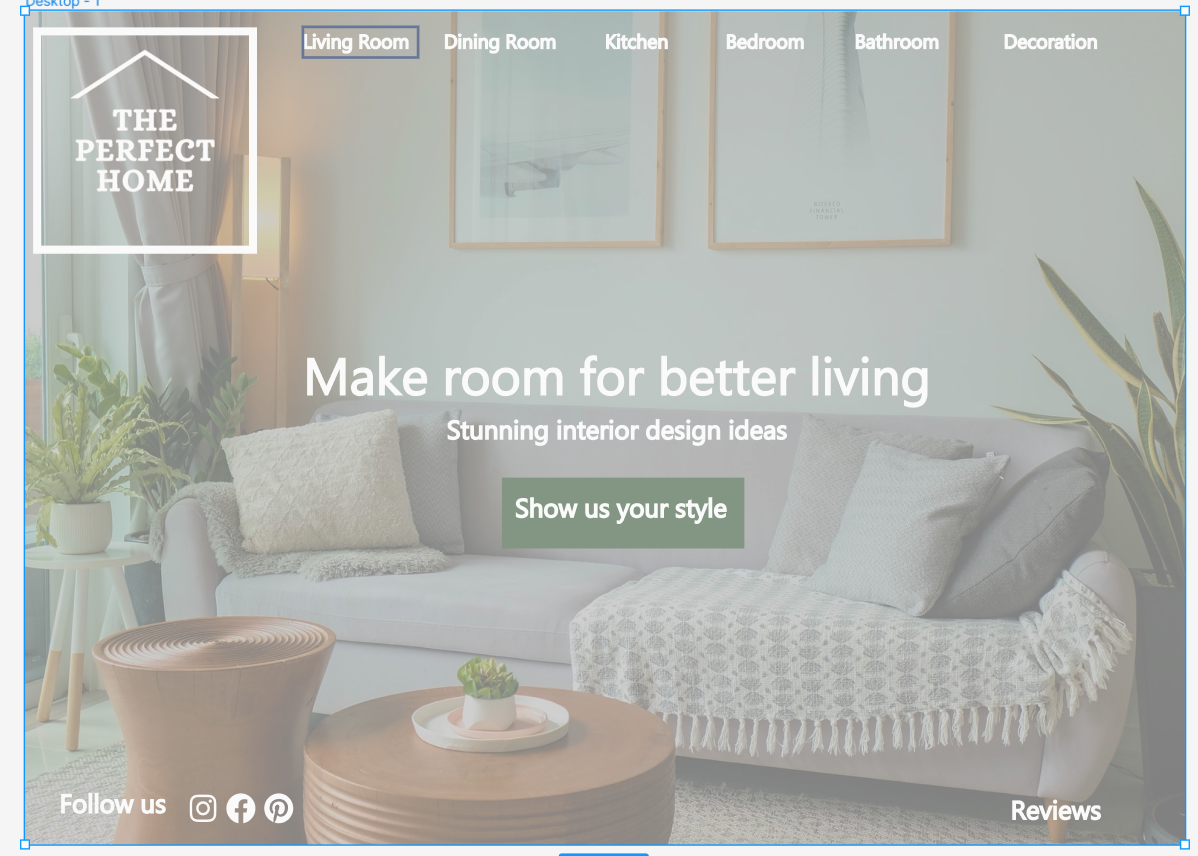 Desktop - 1
Living Room Dining Room Kitchen Bedroom Bathroom Decoration
THE
PERFECT
HOME
Make room for better living
Stunning interior design ideas
Show us your style
Follow us
Reviews